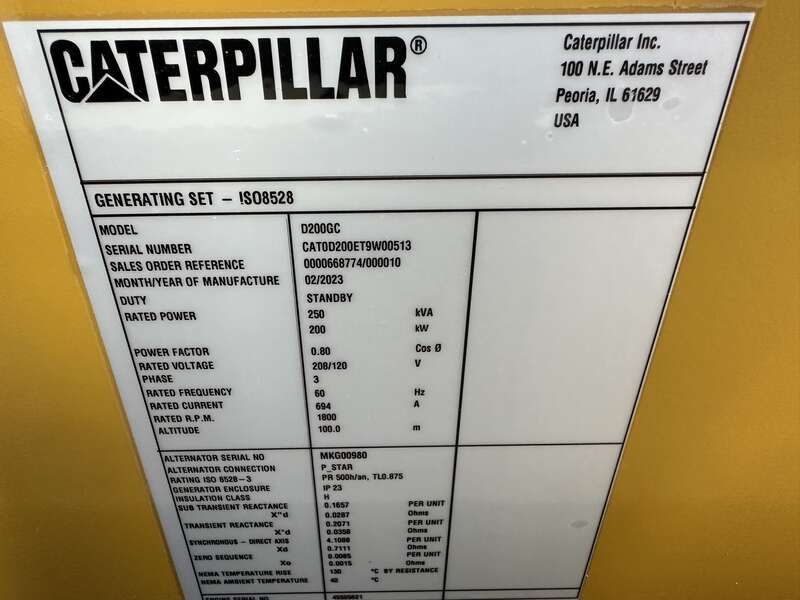 CATERPILLAR®
Caterpillar Inc.
100 N.E. Adams Street
Peoria, IL 61629
USA
GENERATING SET – ISO8528
MODEL D200GC
SERIAL NUMBER CAT0D200ET9W00513
SALES ORDER REFERENCE 0000668774/000010
MONTH/YEAR OF MANUFACTURE 02/2023
DUTY STANDBY
RATED POWER 250 kVA
200 kW
POWER FACTOR 0.80 Cos Ø
RATED VOLTAGE 208/120 V
PHASE 3
RATED FREQUENCY 60 Hz
RATED CURRENT 694 A
RATED R.P.M. 1800
ALTITUDE 100.0 m
ALTERNATOR SERIAL NO MKG00980
ALTERNATOR CONNECTION P_STAR
RATING ISO 8528–3 PR 500h/an, TL0.875
GENERATOR ENCLOSURE IP 23
INSULATION CLASS H
SUB TRANSIENT REACTANCE 0.1657 PER UNIT
X"d 0.0287 Ohms
TRANSIENT REACTANCE 0.2071 PER UNIT
X'd 0.0358 Ohms
SYNCHRONOUS – DIRECT AXIS 4.1088 PER UNIT
Xd 0.7111 Ohms
ZERO SEQUENCE 0.0085 PER UNIT
Xo 0.0015 Ohms
NEMA TEMPERATURE RISE 130 °C BY RESISTANCE
NEMA AMBIENT TEMPERATURE 40 °C
ENGINE SERIAL NO